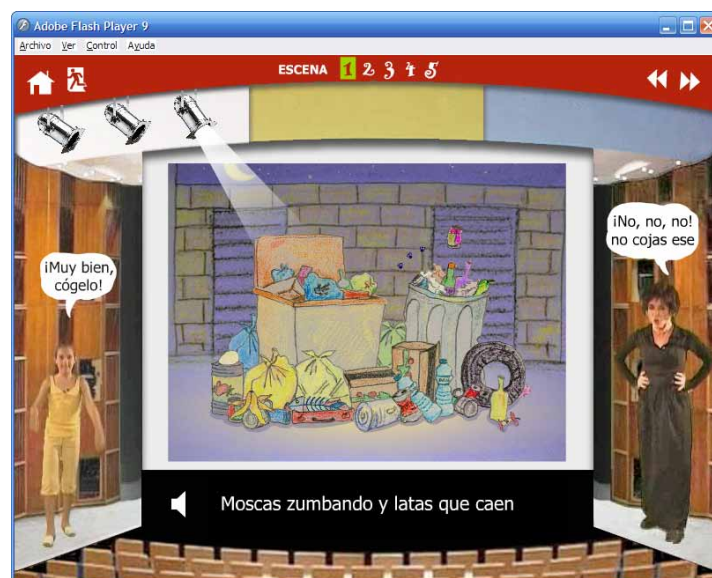 Adobe Flash Player 9
Archivo Ver Control Ayuda
ESCENA 1 2 3 4 5
¡Muy bien,
cógelo!
¡No, no, no!
no cojas ese
Moscas zumbando y latas que caen